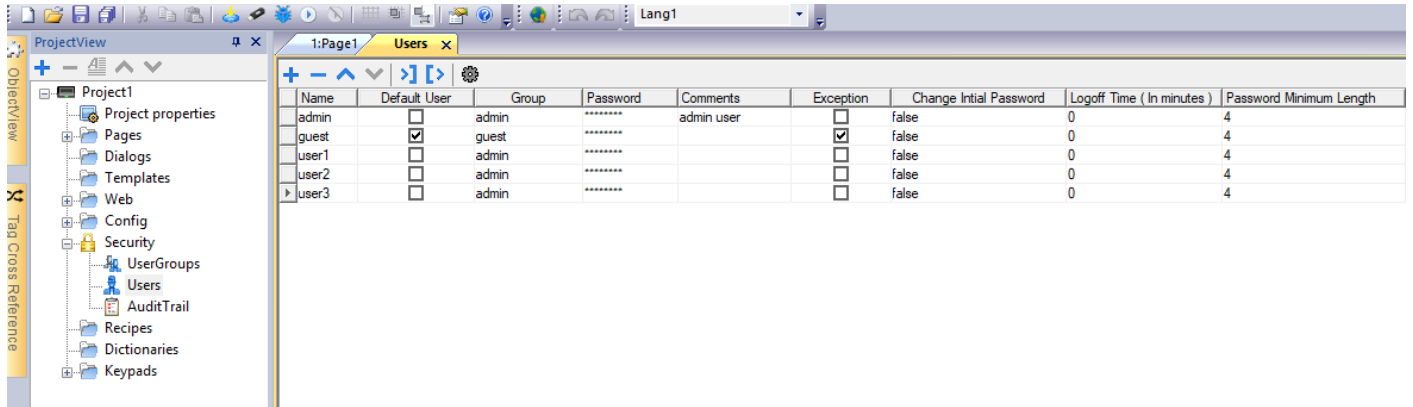 Lang1
ObjectView
Tag Cross Reference
ProjectView
Project1
Project properties
Pages
Dialogs
Templates
Web
Config
Security
UserGroups
Users
AuditTrail
Recipes
Dictionaries
Keypads
1:Page1 Users
Name Default User Group Password Comments Exception Change Intial Password Logoff Time ( In minutes ) Password Minimum Length
admin admin ******** admin user false 0 4
guest guest ******** false 0 4
user1 admin ******** false 0 4
user2 admin ******** false 0 4
user3 admin ******** false 0 4